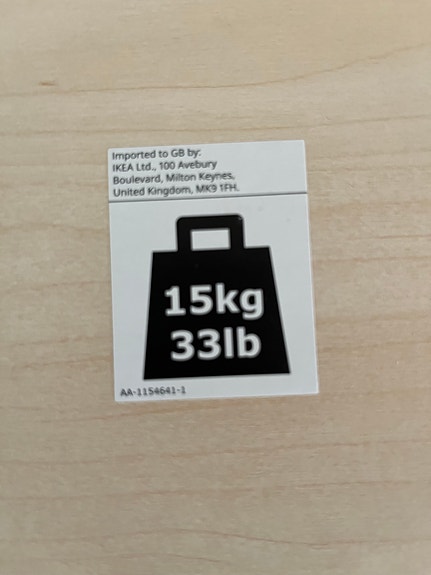 Imported to GB by:
IKEA Ltd., 100 Avebury
Boulevard, Milton Keynes,
United Kingdom, MK9 1FH.
15kg
33lb
AA-1154641-1